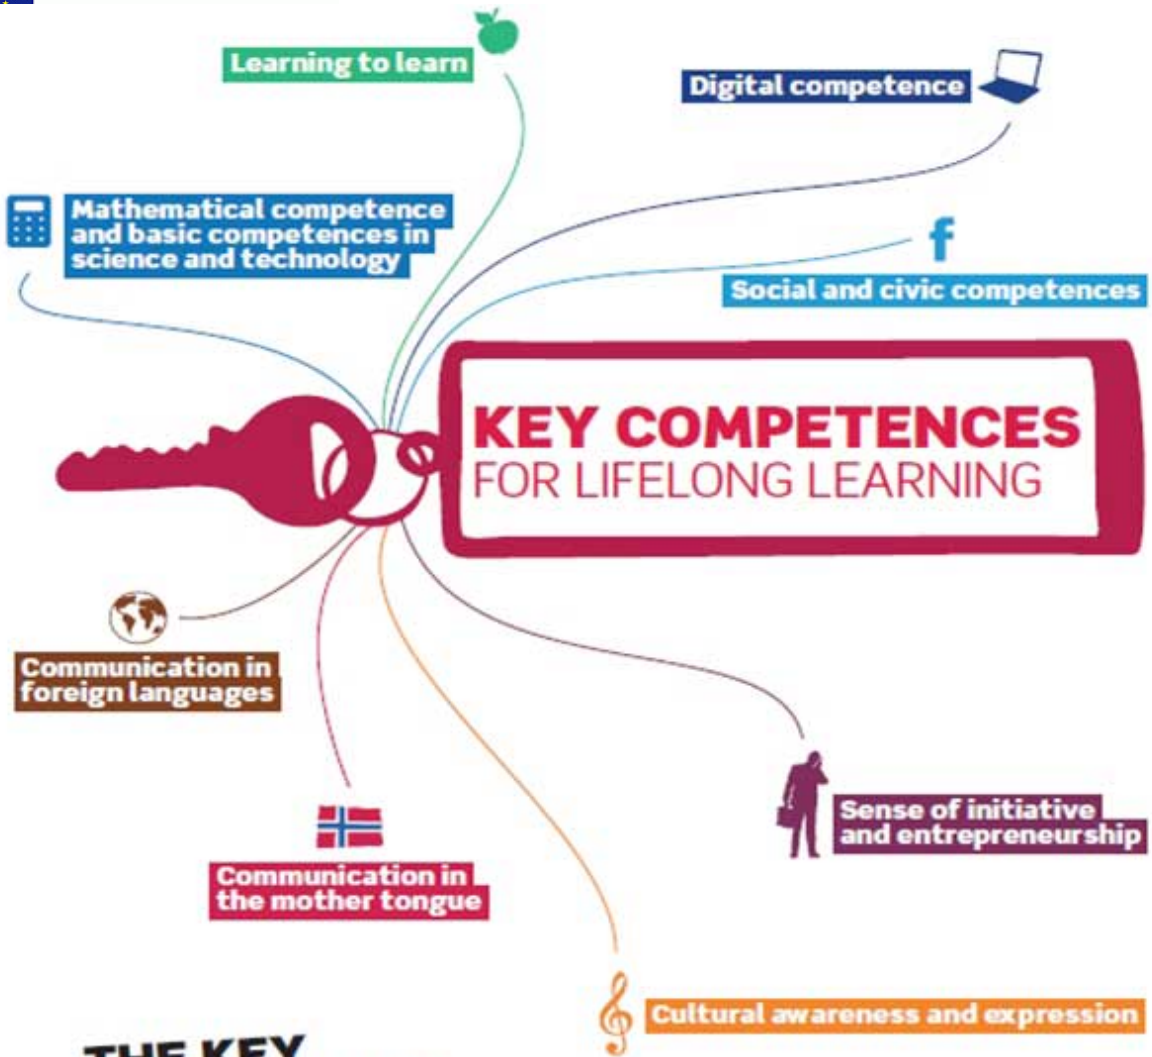 Learning to learn
Digital competence
Mathematical competence
and basic competences in
science and technology
f
Social and civic competences
KEY COMPETENCES
FOR LIFELONG LEARNING
Communication in
foreign languages
Sense of initiative
and entrepreneurship
Communication in
the mother tongue
Cultural awareness and expression
THE KEY